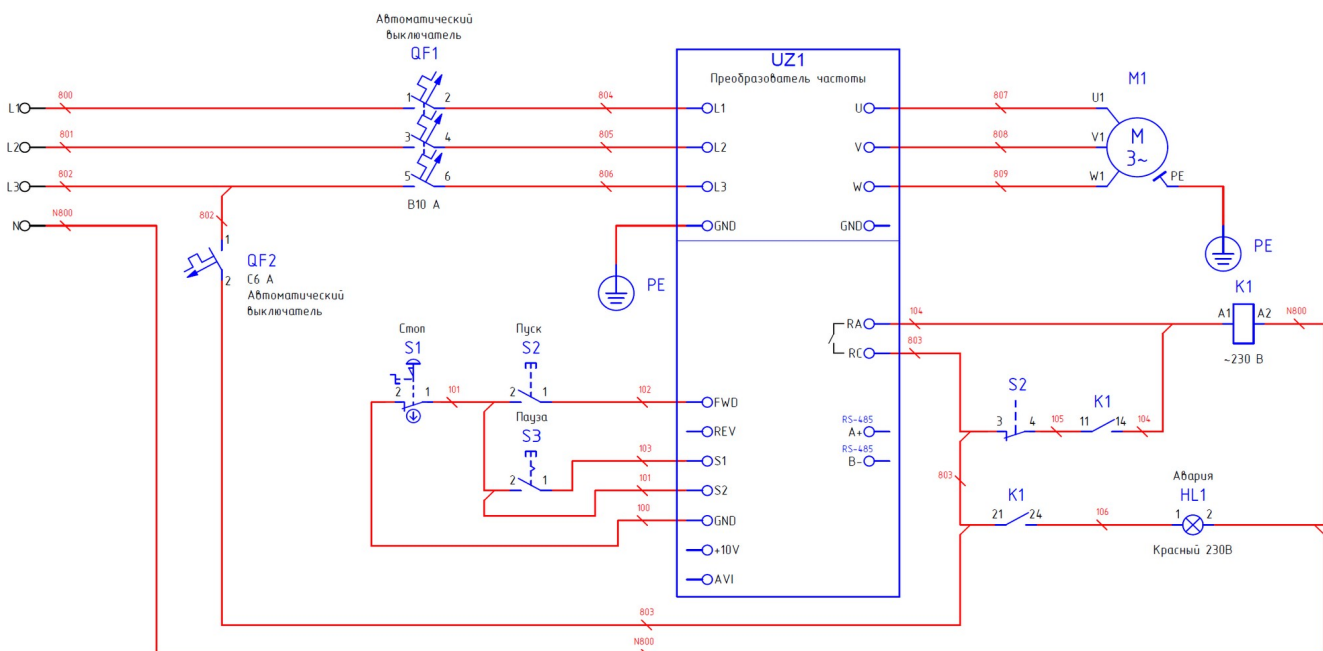 Автоматический
выключатель
QF1
UZ1
Преобразователь частоты
M1
L1 800 1 2 804 L1 U 807 U1
L2 801 3 4 805 L2 V 808 V1
M
3~
L3 802 5 6 806 L3 W 809 W1 PE
B10 А
N N800 GND GND
802
1
QF2
2 С6 А
Автоматический
выключатель
PE
PE
K1
RA 104 A1 A2 N800
~230 В
RC 803
Стоп
S1
Пуск
S2
2 1 101 2 1 102 FWD
S2
K1
3 4 105 11 14 104
Пауза
S3
REV
RS-485
A+
2 1 103 S1
RS-485
B-
101 S2
803
100 GND
K1
21 24 106
Авария
HL1
1 2
Красный 230В
+10V
AVI
803
N800